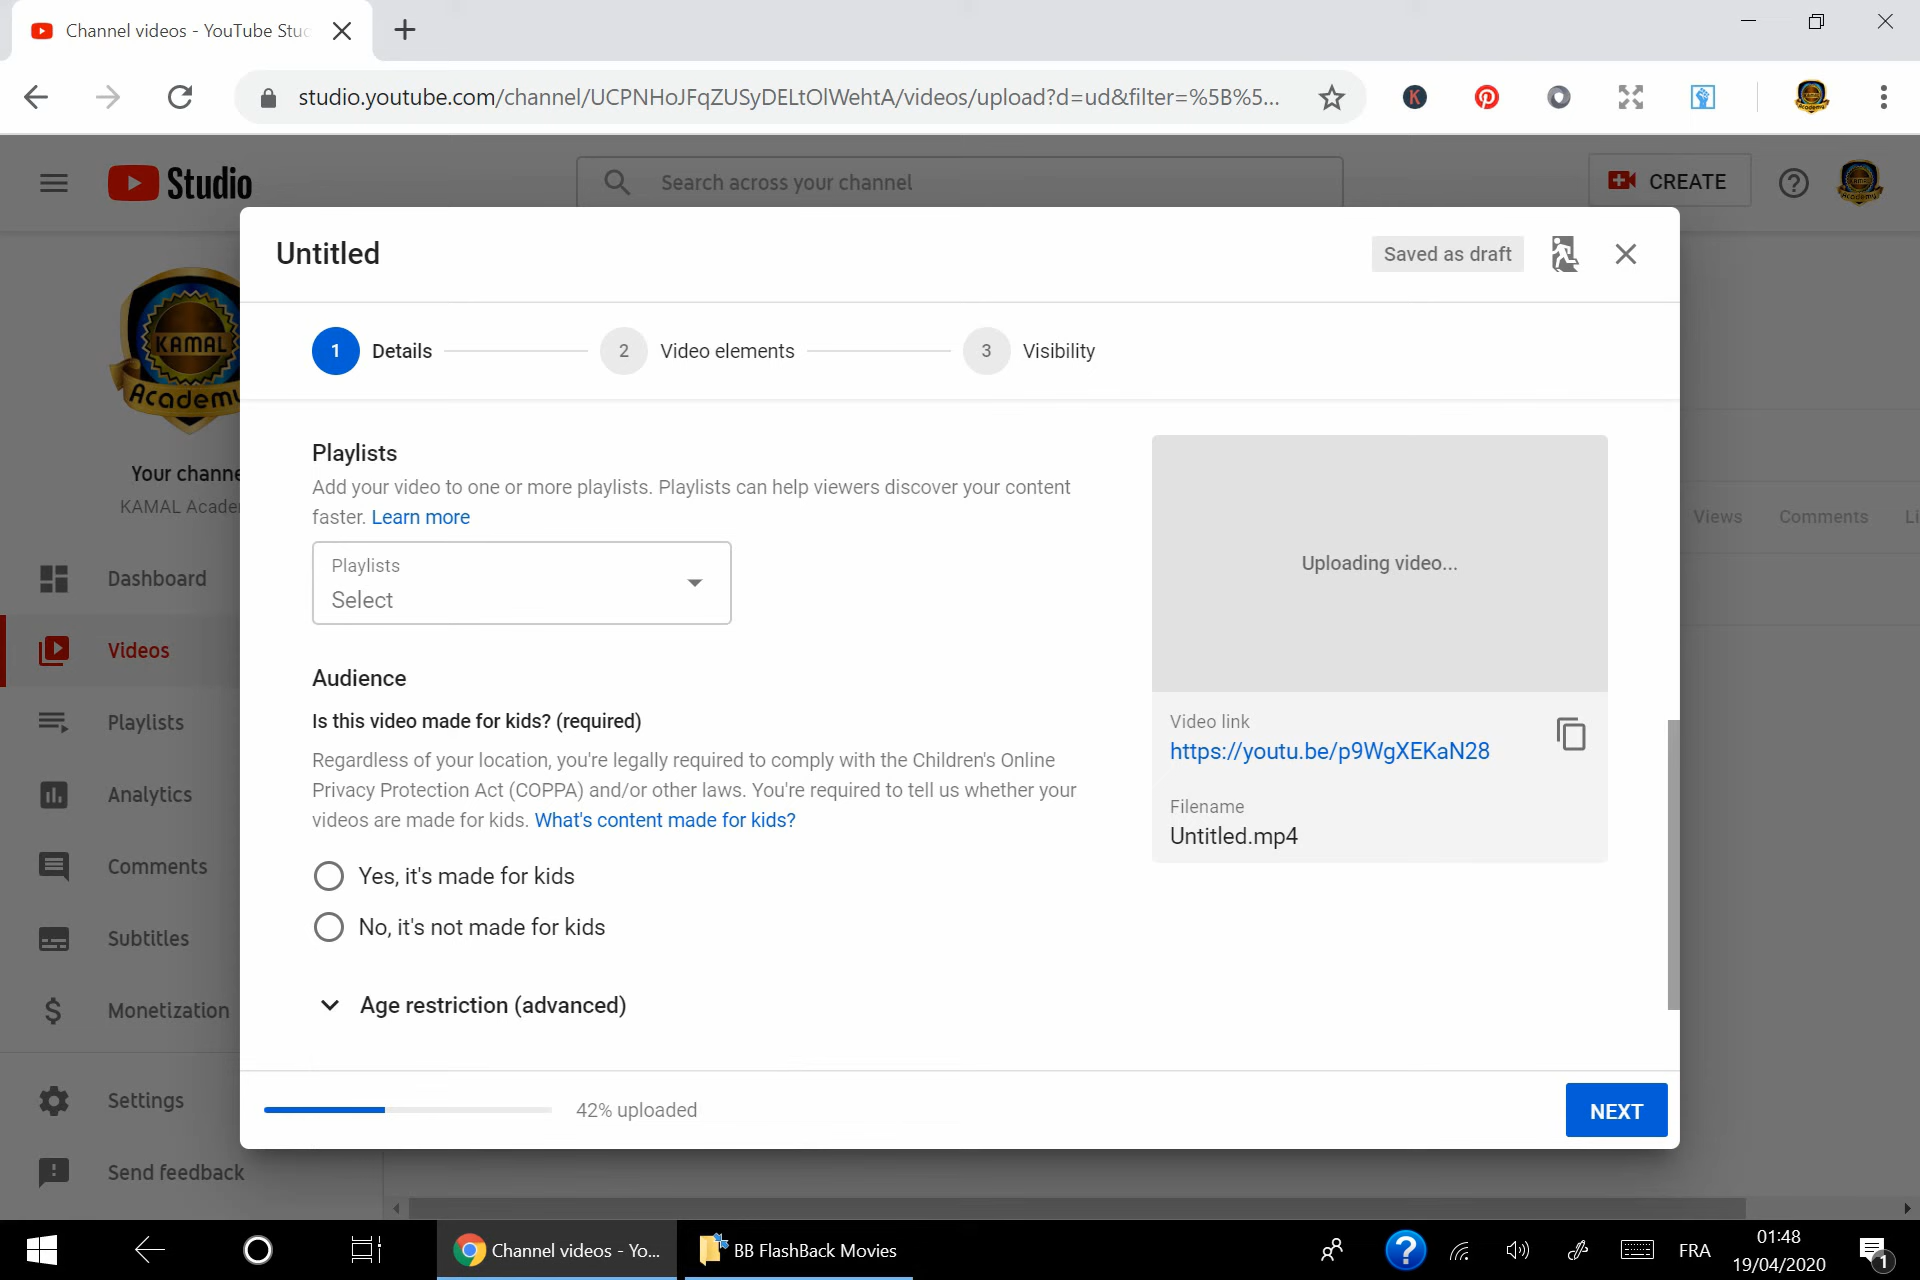 Channel videos - YouTube Stu
studio.youtube.com/channel/UCPNHoJFqZUSyDELtOlWehtA/videos/upload?d=ud&filter=%5B%5...
K
Academy
Studio
Search across your channel
CREATE
Academy
Untitled
Saved as draft
1 Details
2 Video elements
3 Visibility
KAMAL
Academy
Your channe
KAMAL Acade
Dashboard
Videos
Playlists
Analytics
Comments
Subtitles
Monetization
Settings
Send feedback
Playlists
Add your video to one or more playlists. Playlists can help viewers discover your content
faster. Learn more
Playlists
Select
Audience
Is this video made for kids? (required)
Regardless of your location, you're legally required to comply with the Children's Online
Privacy Protection Act (COPPA) and/or other laws. You're required to tell us whether your
videos are made for kids. What's content made for kids?
Yes, it's made for kids
No, it's not made for kids
Age restriction (advanced)
Uploading video...
Video link
https://youtu.be/p9WgXEKaN28
Filename
Untitled.mp4
Views Comments Li
42% uploaded
NEXT
Channel videos - Yo...
BB FlashBack Movies
FRA
01:48
19/04/2020
1